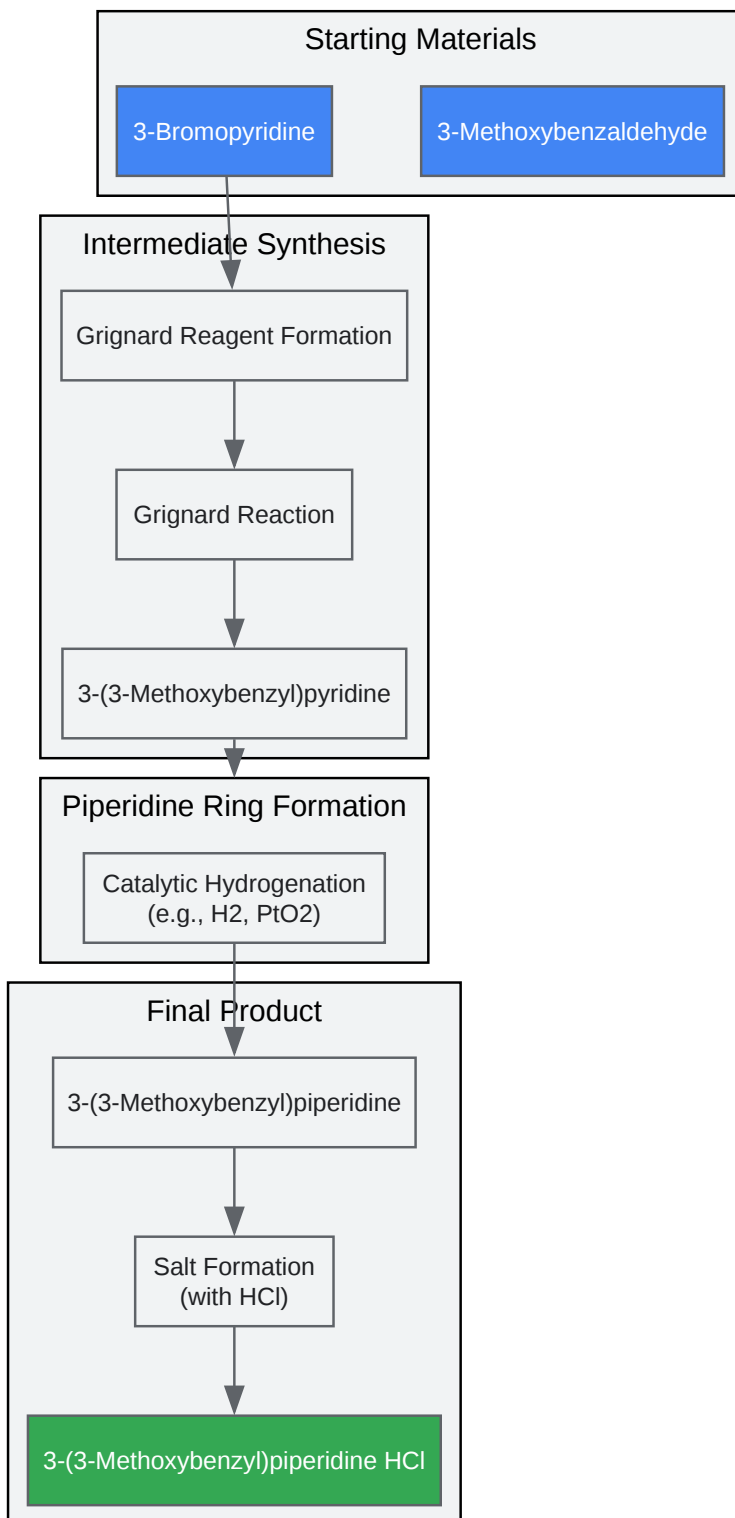 Starting Materials
3-Bromopyridine
3-Methoxybenzaldehyde
Intermediate Synthesis
Grignard Reagent Formation
Grignard Reaction
3-(3-Methoxybenzyl)pyridine
Piperidine Ring Formation
Catalytic Hydrogenation
(e.g., H2, PtO2)
Final Product
3-(3-Methoxybenzyl)piperidine
Salt Formation
(with HCl)
3-(3-Methoxybenzyl)piperidine HCl